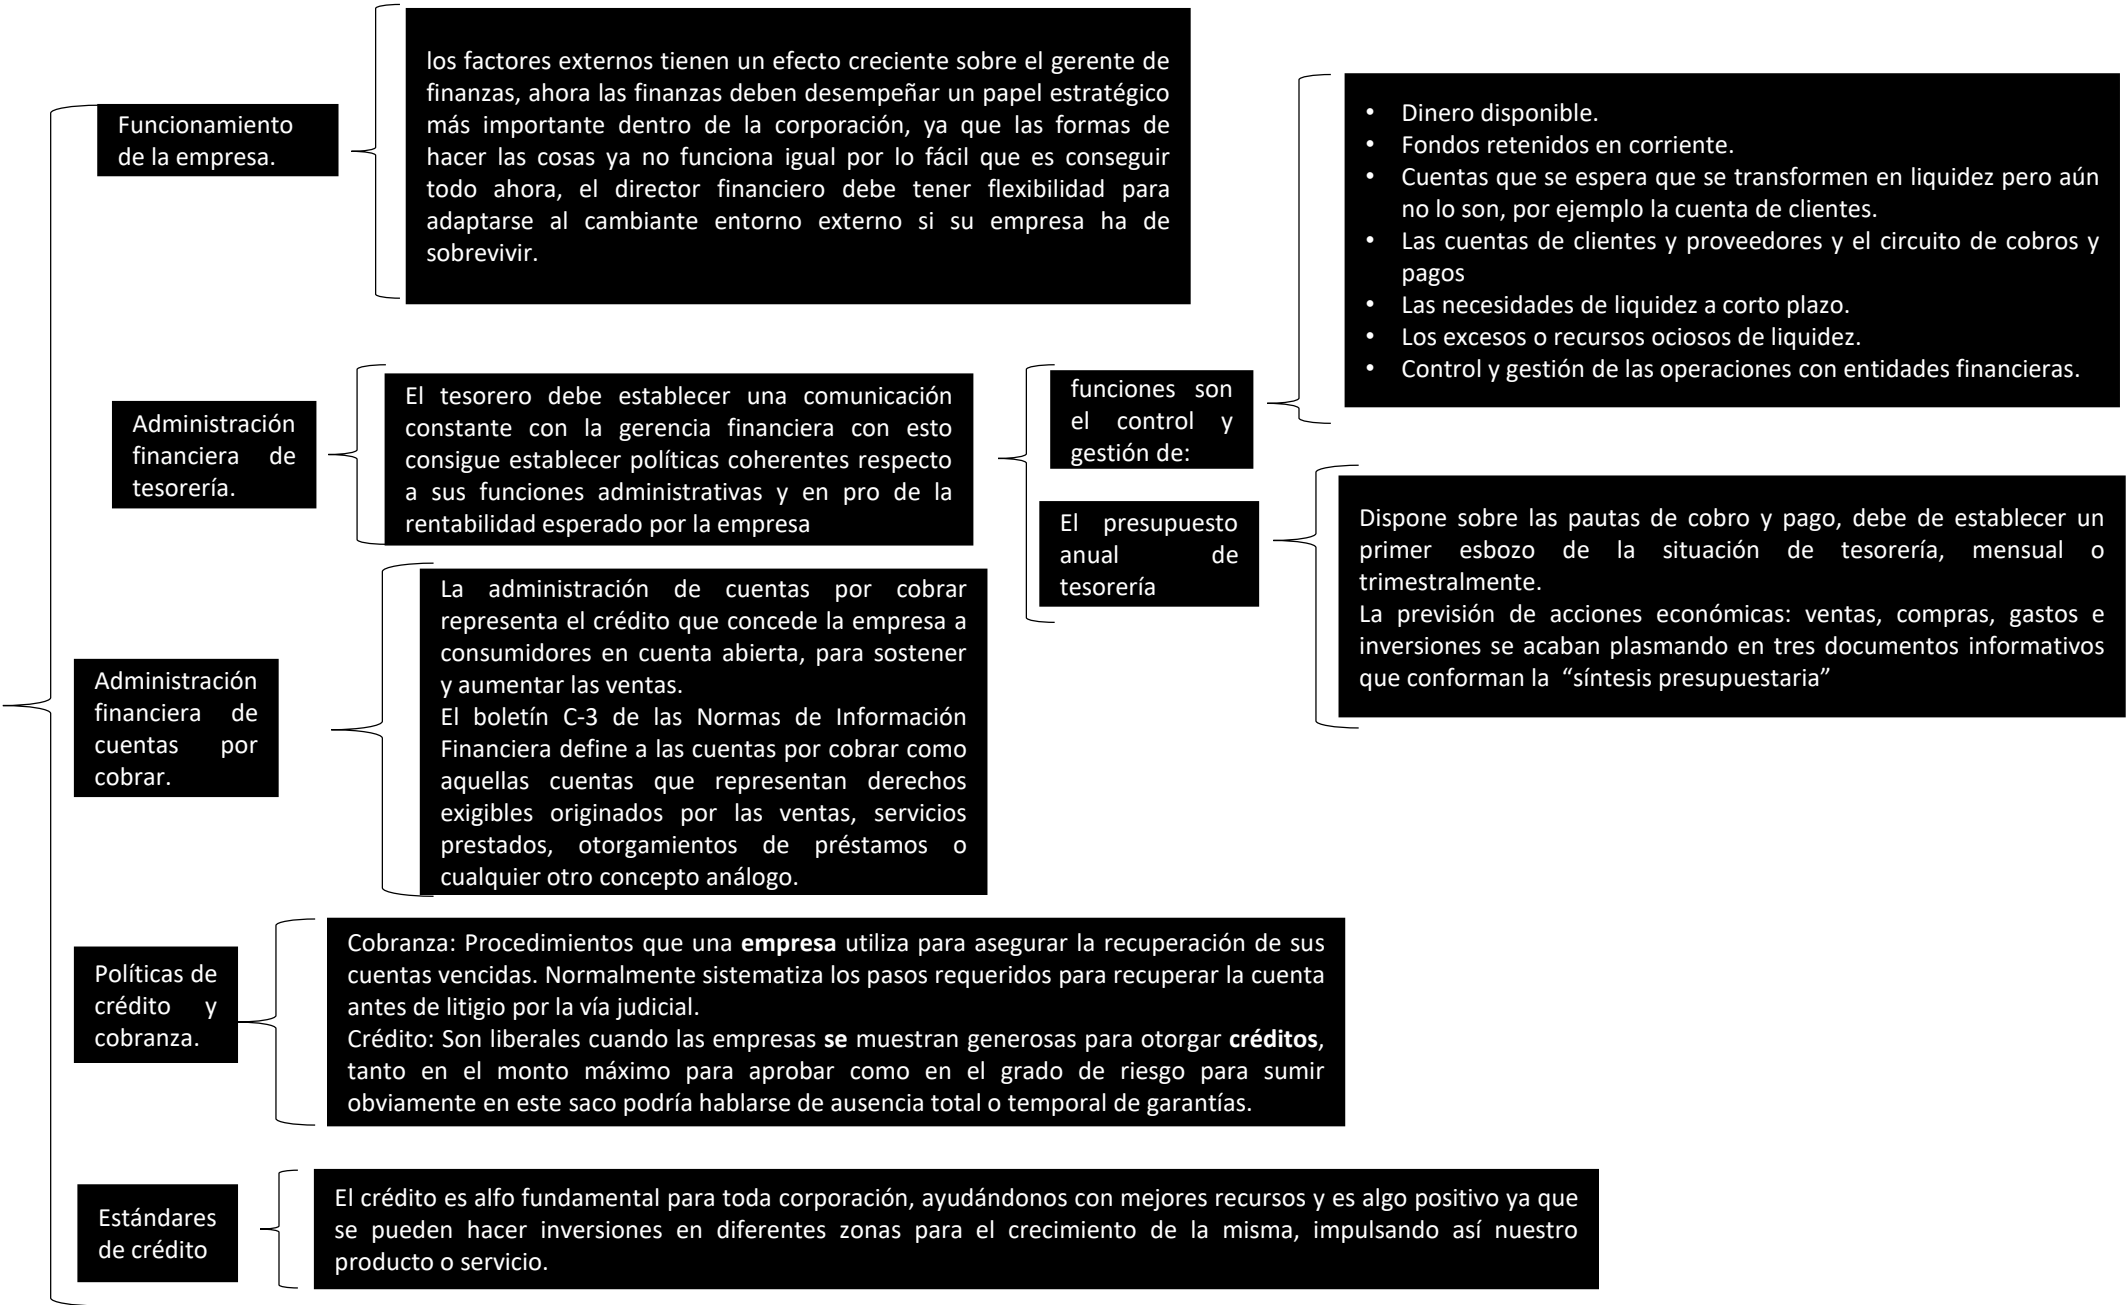 Funcionamiento
de la empresa.
los factores externos tienen un efecto creciente sobre el gerente de
finanzas, ahora las finanzas deben desempeñar un papel estratégico
más importante dentro de la corporación, ya que las formas de
hacer las cosas ya no funciona igual por lo fácil que es conseguir
todo ahora, el director financiero debe tener flexibilidad para
adaptarse al cambiante entorno externo si su empresa ha de
sobrevivir.
Administración
financiera de
tesorería.
El tesorero debe establecer una comunicación
constante con la gerencia financiera con esto
consigue establecer políticas coherentes respecto
a sus funciones administrativas y en pro de la
rentabilidad esperado por la empresa
funciones son
el control y
gestión de:
• Dinero disponible.
• Fondos retenidos en corriente.
• Cuentas que se espera que se transformen en liquidez pero aún
no lo son, por ejemplo la cuenta de clientes.
• Las cuentas de clientes y proveedores y el circuito de cobros y
pagos
• Las necesidades de liquidez a corto plazo.
• Los excesos o recursos ociosos de liquidez.
• Control y gestión de las operaciones con entidades financieras.
El presupuesto
anual de
tesorería
Dispone sobre las pautas de cobro y pago, debe de establecer un
primer esbozo de la situación de tesorería, mensual o
trimestralmente.
La previsión de acciones económicas: ventas, compras, gastos e
inversiones se acaban plasmando en tres documentos informativos
que conforman la “síntesis presupuestaria”
Administración
financiera de
cuentas por
cobrar.
La administración de cuentas por cobrar
representa el crédito que concede la empresa a
consumidores en cuenta abierta, para sostener
y aumentar las ventas.
El boletín C-3 de las Normas de Información
Financiera define a las cuentas por cobrar como
aquellas cuentas que representan derechos
exigibles originados por las ventas, servicios
prestados, otorgamientos de préstamos o
cualquier otro concepto análogo.
Políticas de
crédito y
cobranza.
Cobranza: Procedimientos que una empresa utiliza para asegurar la recuperación de sus
cuentas vencidas. Normalmente sistematiza los pasos requeridos para recuperar la cuenta
antes de litigio por la vía judicial.
Crédito: Son liberales cuando las empresas se muestran generosas para otorgar créditos,
tanto en el monto máximo para aprobar como en el grado de riesgo para sumir
obviamente en este saco podría hablarse de ausencia total o temporal de garantías.
Estándares
de crédito
El crédito es alfo fundamental para toda corporación, ayudándonos con mejores recursos y es algo positivo ya que
se pueden hacer inversiones en diferentes zonas para el crecimiento de la misma, impulsando así nuestro
producto o servicio.